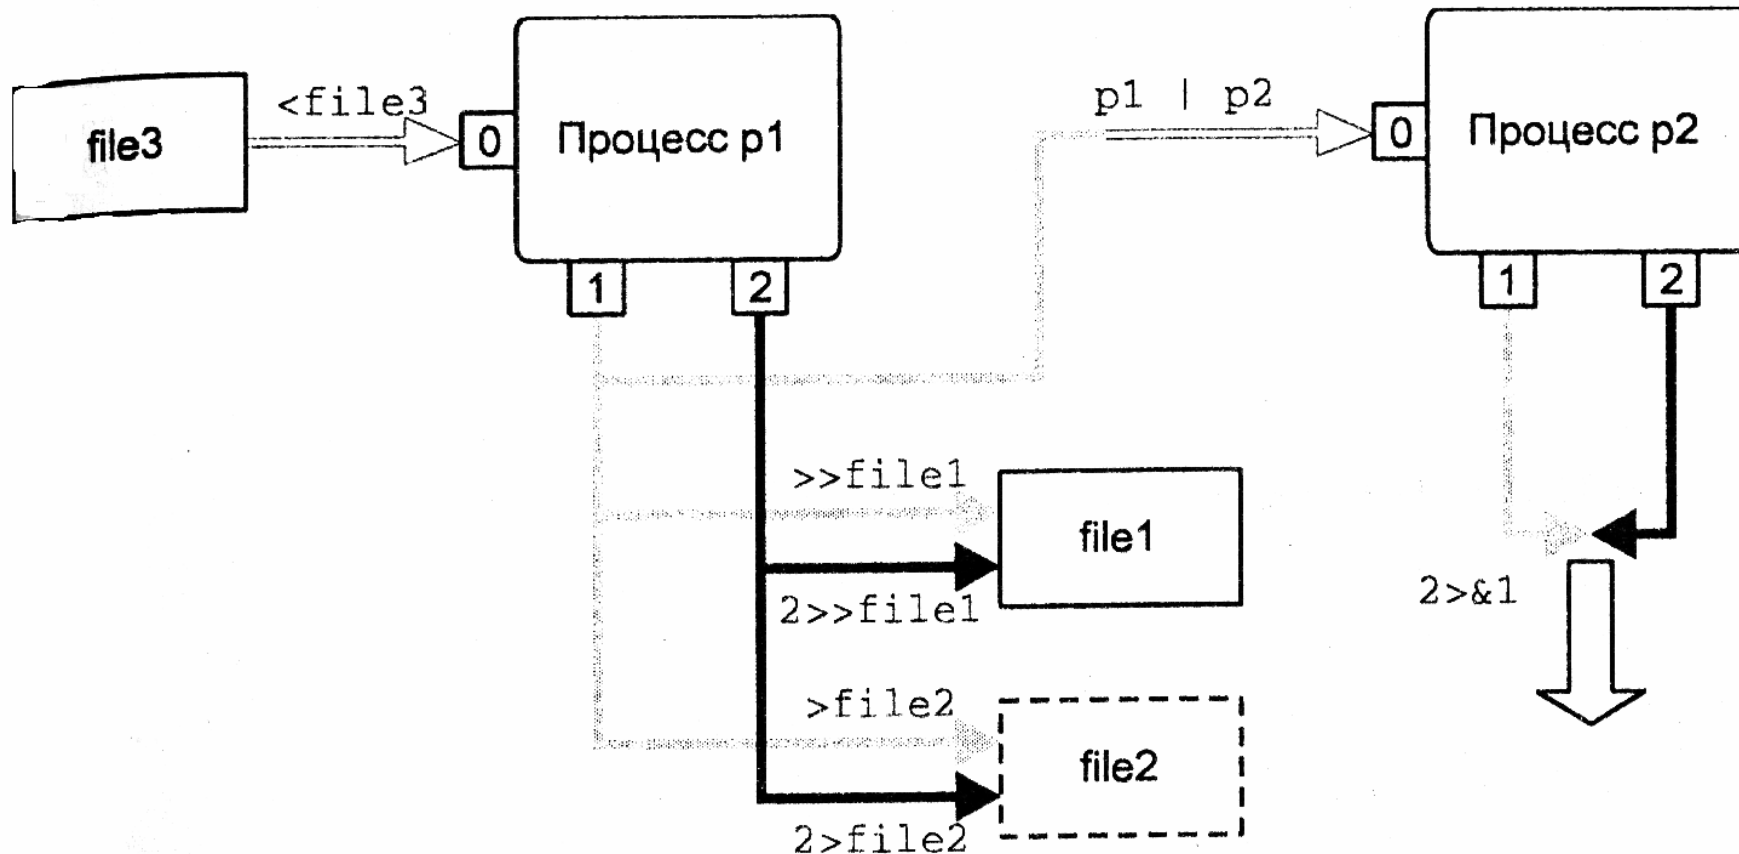 <file3
p1 | p2
file3
0
Процесс p1
0
Процесс p2
1
2
1
2
>>file1
file1
2>>file1
2>&1
>file2
file2
2>file2